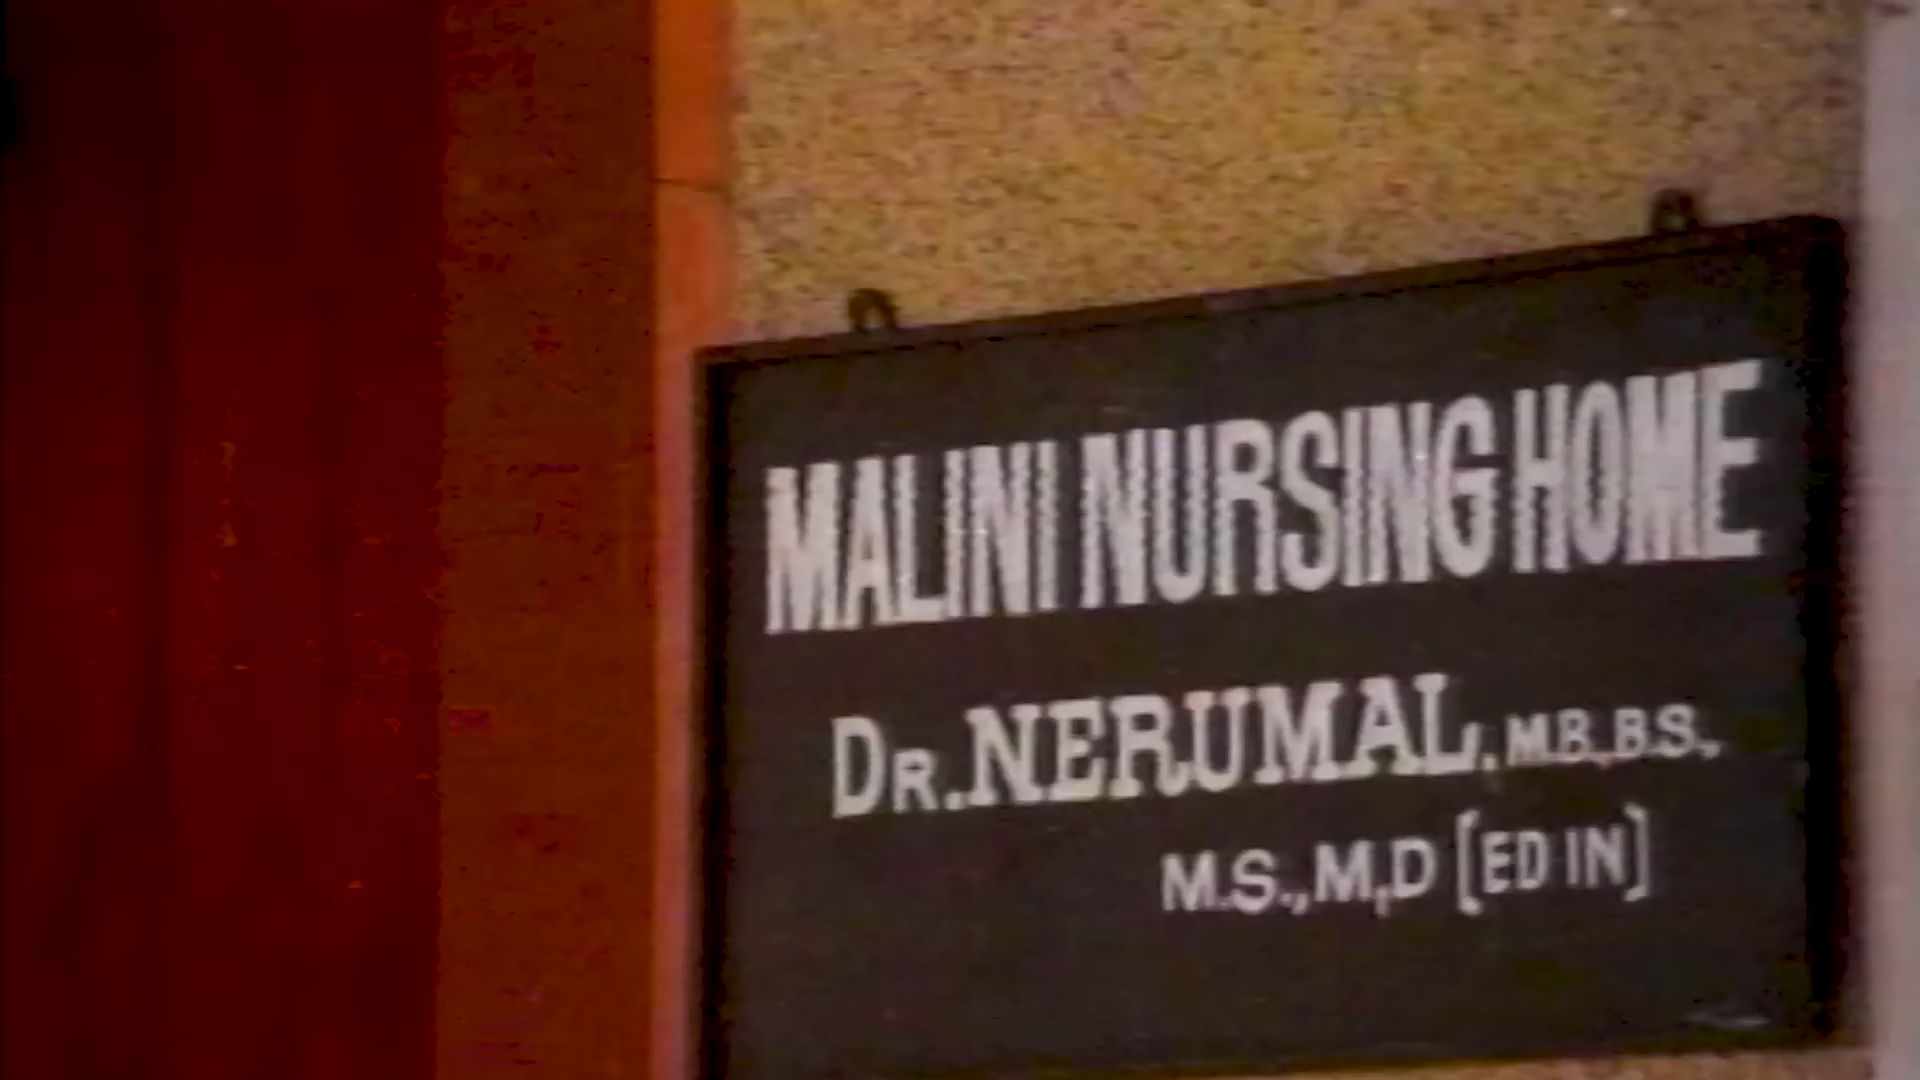 MALINI NURSING HOME
DR. NERUMAL. M.B.,B.S.,
M.S.,M,D [ED IN]